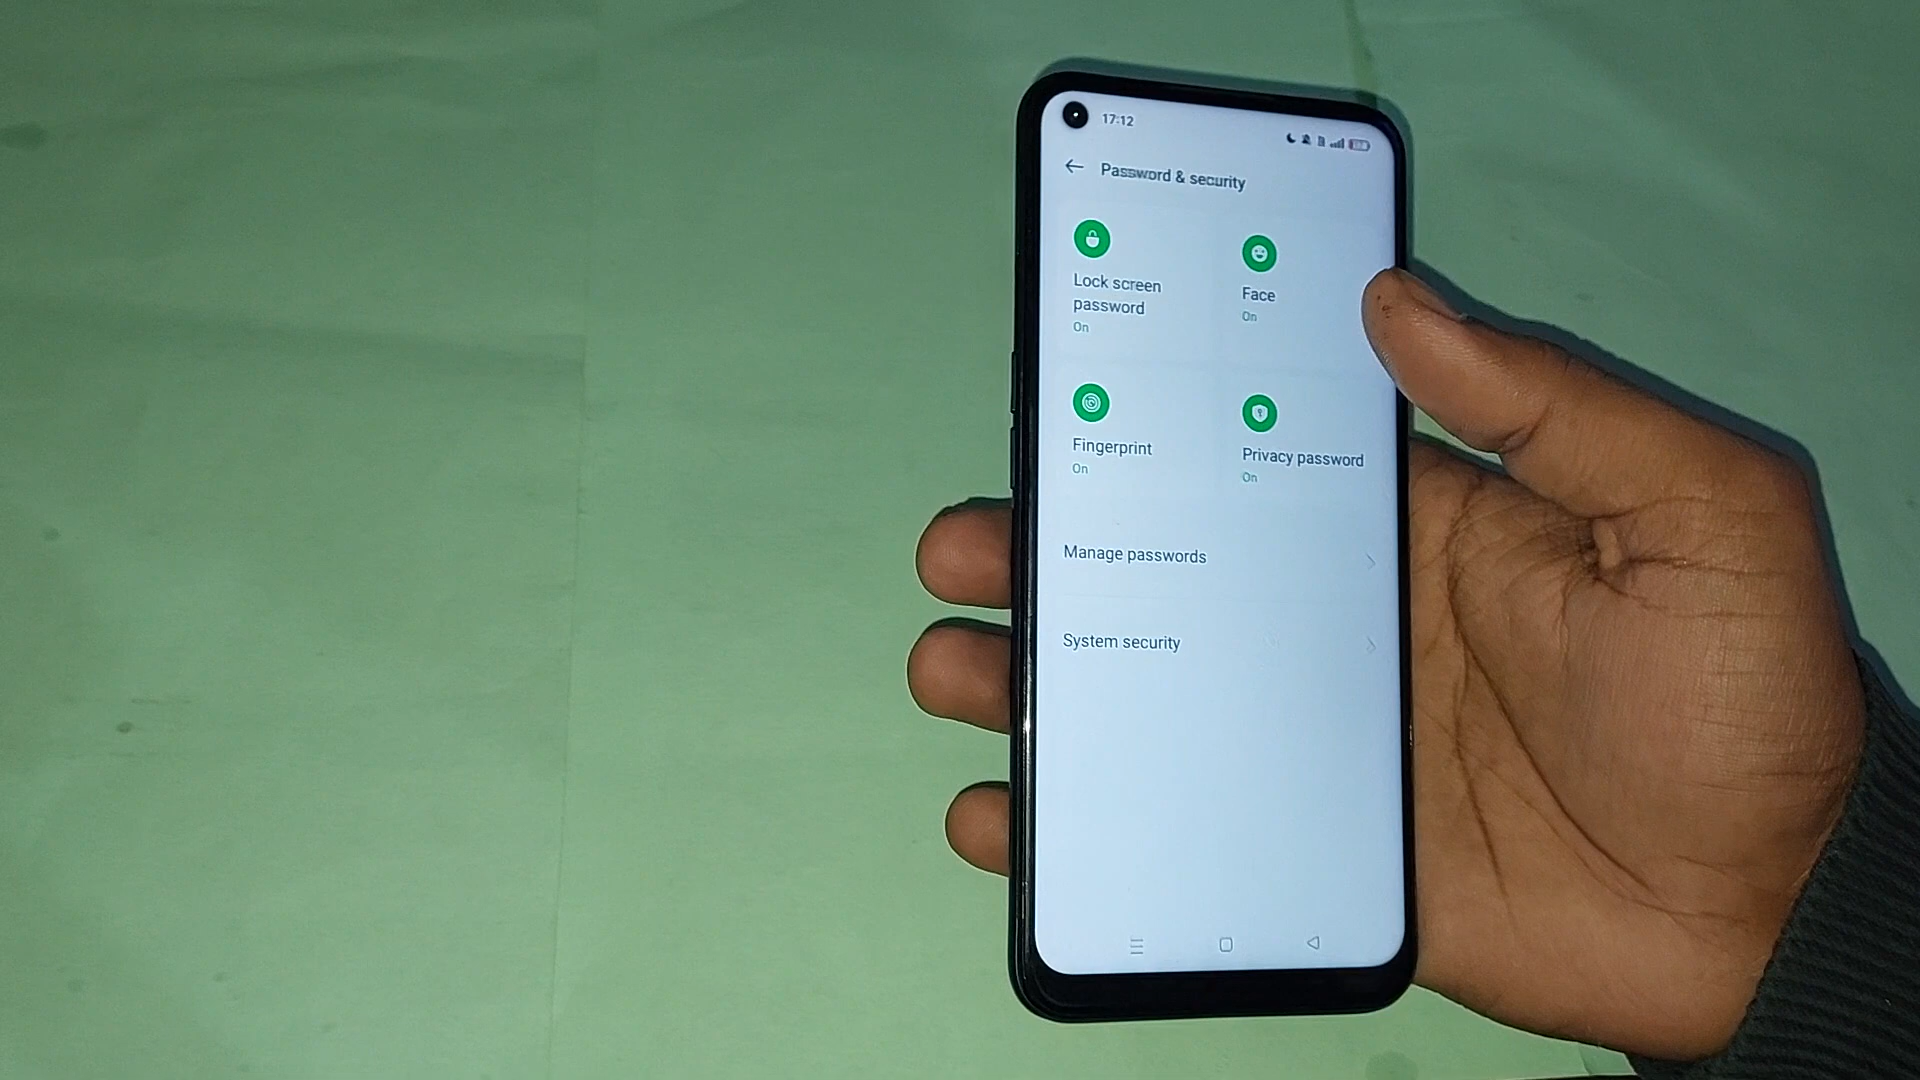 17:12
Password & security
Lock screen
password
On
Face
On
Fingerprint
On
Privacy password
On
Manage passwords
System security